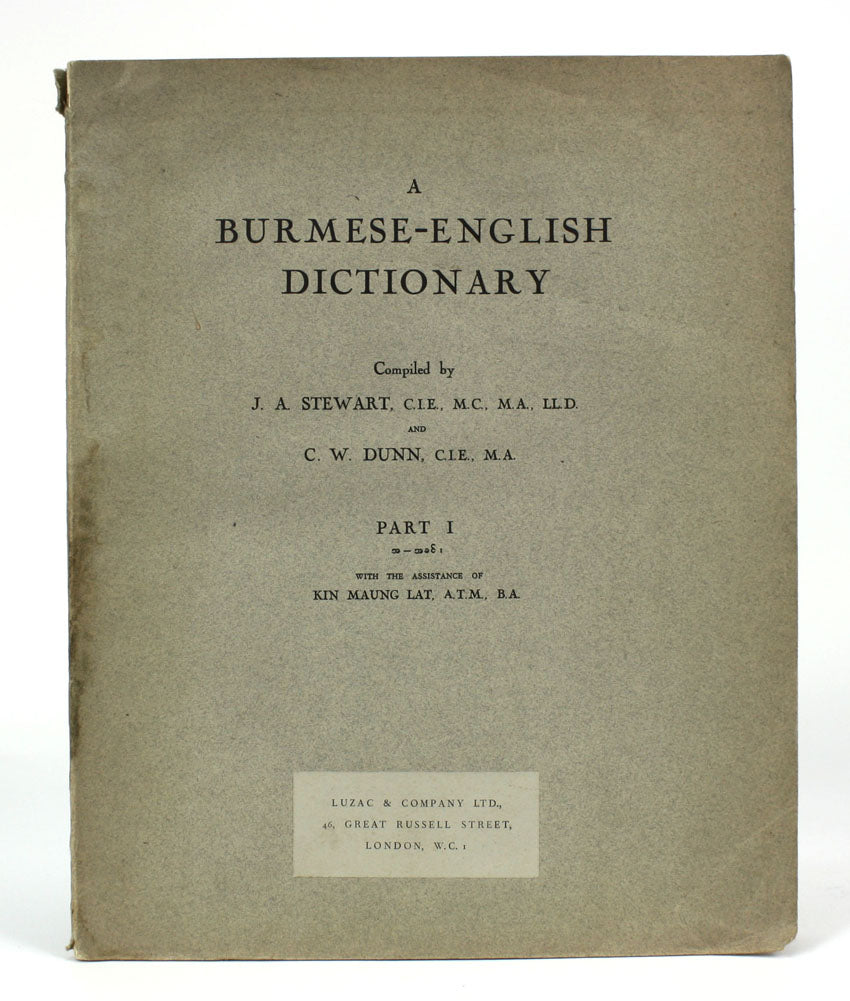 A
BURMESE-ENGLISH
DICTIONARY
Compiled by
J. A. STEWART, C.I.E., M.C., M.A., LL.D.
AND
C. W. DUNN, C.I.E., M.A.
PART I
အ —
WITH THE ASSISTANCE OF
KIN MAUNG LAT, A.T.M., B.A.
LUZAC & COMPANY LTD.,
46, GREAT RUSSELL STREET,
LONDON, W.C. 1